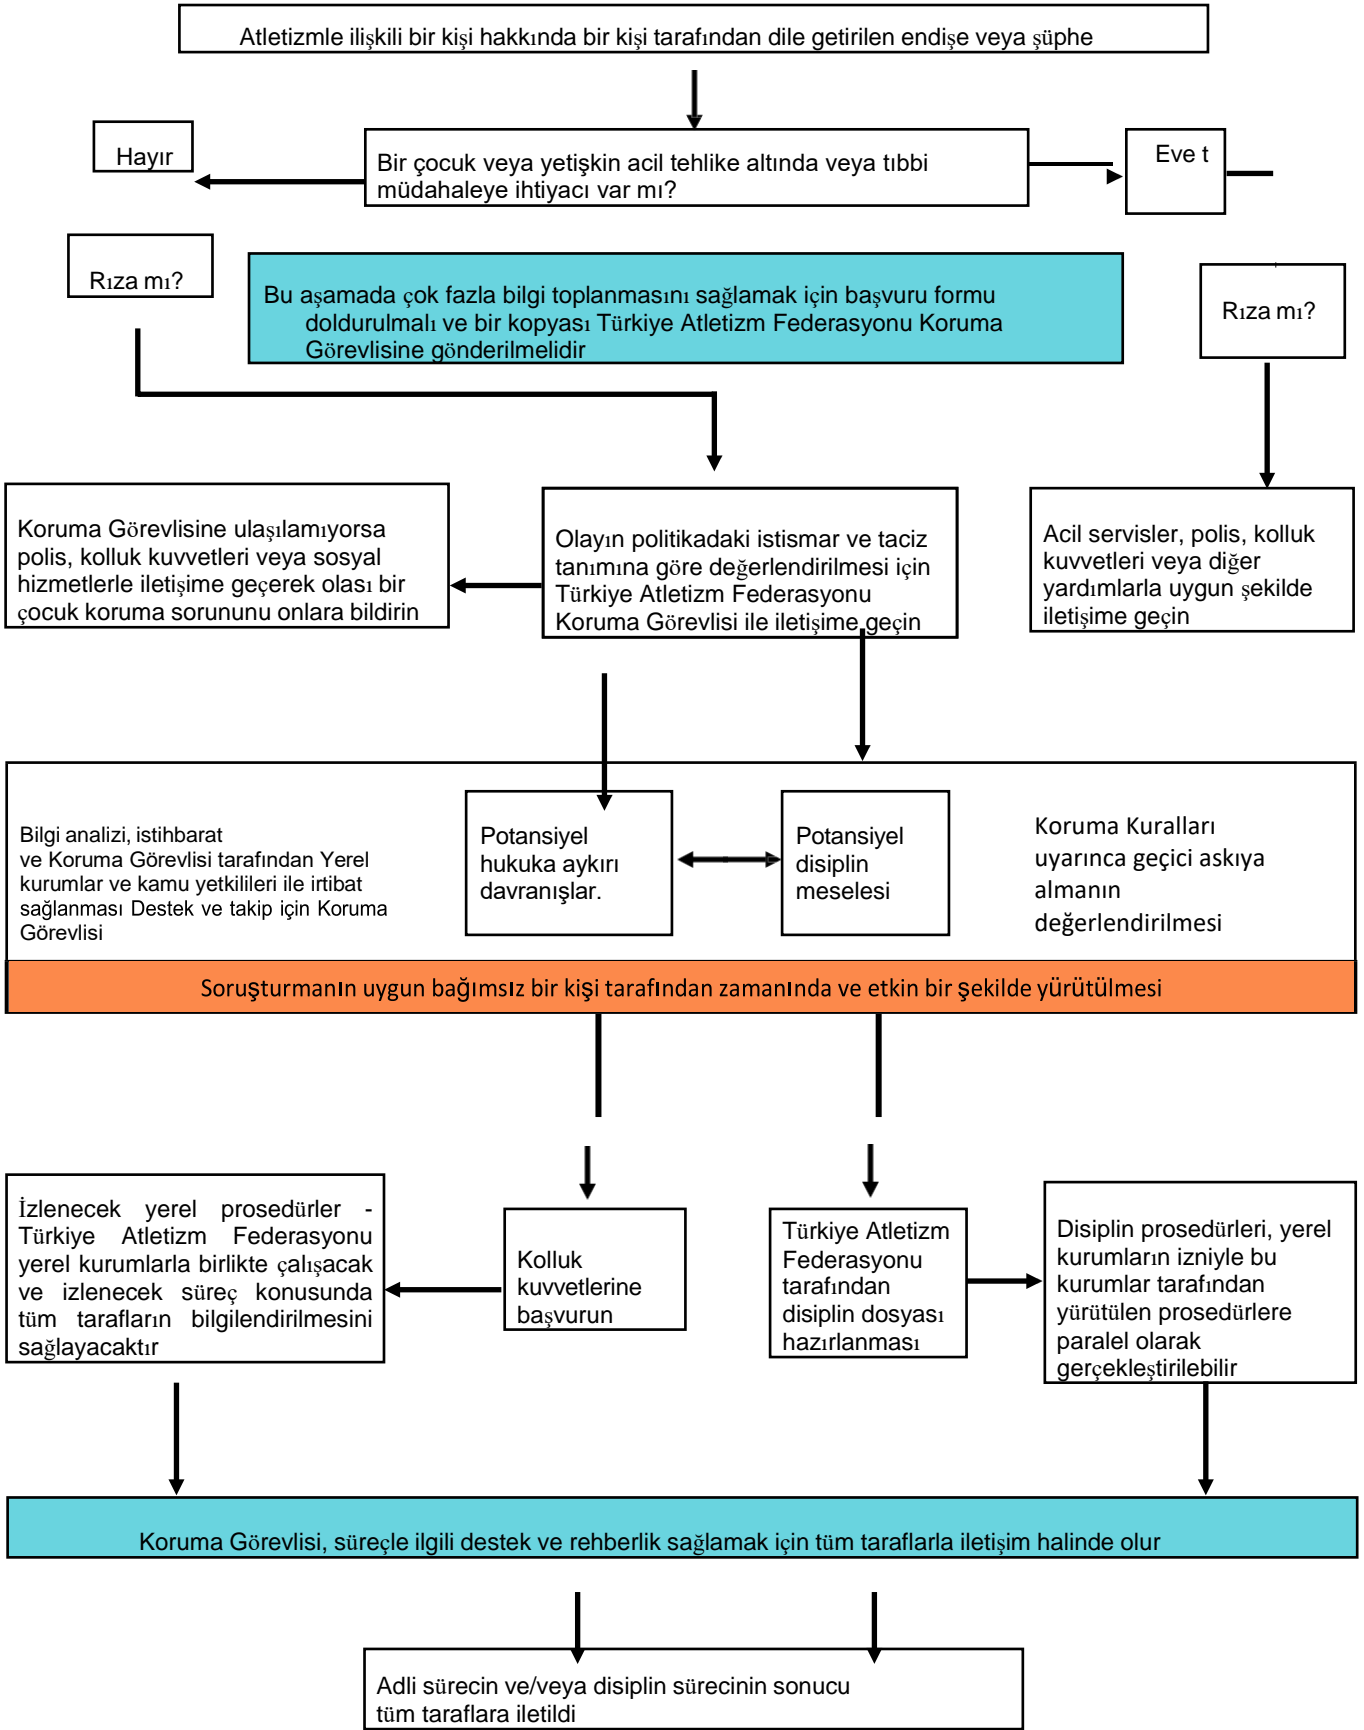 Atletizmle ilişkili bir kişi hakkında bir kişi tarafından dile getirilen endişe veya şüphe
Hayır
Bir çocuk veya yetişkin acil tehlike altında veya tıbbi
müdahaleye ihtiyacı var mı?
Eve t
Rıza mı?
Bu aşamada çok fazla bilgi toplanmasını sağlamak için başvuru formu
doldurulmalı ve bir kopyası Türkiye Atletizm Federasyonu Koruma
Görevlisine gönderilmelidir
Rıza mı?
Koruma Görevlisine ulaşılamıyorsa
polis, kolluk kuvvetleri veya sosyal
hizmetlerle iletişime geçerek olası bir
çocuk koruma sorununu onlara bildirin
Olayın politikadaki istismar ve taciz
tanımına göre değerlendirilmesi için
Türkiye Atletizm Federasyonu
Koruma Görevlisi ile iletişime geçin
Acil servisler, polis, kolluk
kuvvetleri veya diğer
yardımlarla uygun şekilde
iletişime geçin
Bilgi analizi, istihbarat
ve Koruma Görevlisi tarafından Yerel
kurumlar ve kamu yetkilileri ile irtibat
sağlanması Destek ve takip için Koruma
Görevlisi
Potansiyel
hukuka aykırı
davranışlar.
Potansiyel
disiplin
meselesi
Koruma Kuralları
uyarınca geçici askıya
almanın
değerlendirilmesi
Soruşturmanın uygun bağımsız bir kişi tarafından zamanında ve etkin bir şekilde yürütülmesi
İzlenecek yerel prosedürler -
Türkiye Atletizm Federasyonu
yerel kurumlarla birlikte çalışacak
ve izlenecek süreç konusunda
tüm tarafların bilgilendirilmesini
sağlayacaktır
Kolluk
kuvvetlerine
başvurun
Türkiye Atletizm
Federasyonu
tarafından
disiplin dosyası
hazırlanması
Disiplin prosedürleri, yerel
kurumların izniyle bu
kurumlar tarafından
yürütülen prosedürlere
paralel olarak
gerçekleştirilebilir
Koruma Görevlisi, süreçle ilgili destek ve rehberlik sağlamak için tüm taraflarla iletişim halinde olur
Adli sürecin ve/veya disiplin sürecinin sonucu
tüm taraflara iletildi